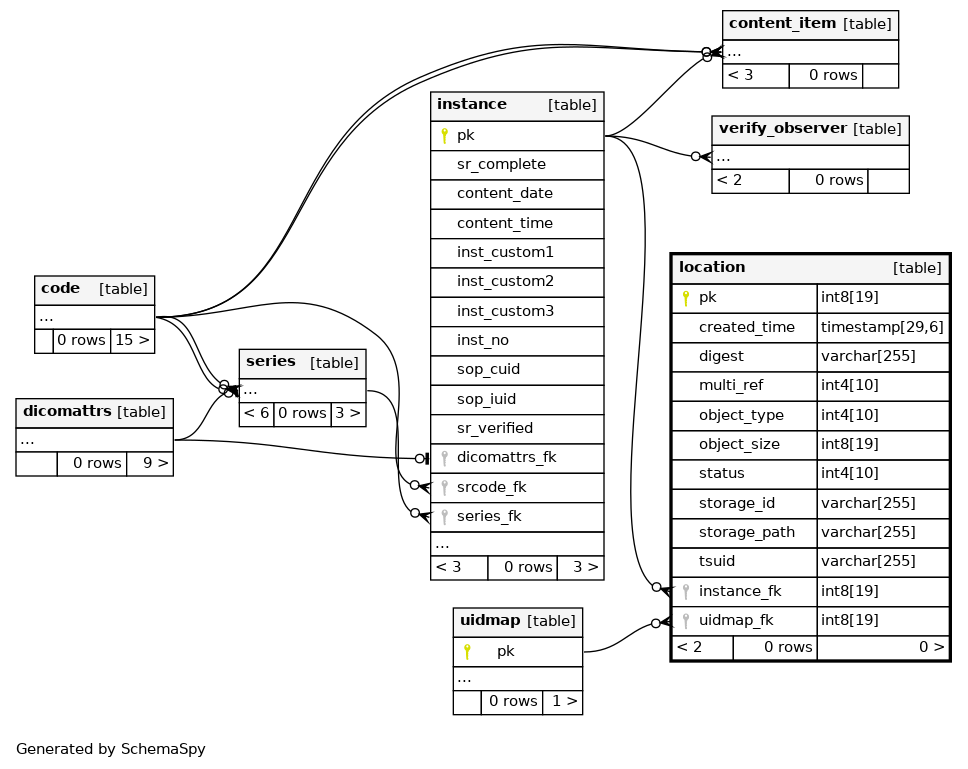 content_item [table]
...
< 3 0 rows
instance [table]
pk
sr_complete
content_date
content_time
inst_custom1
inst_custom2
inst_custom3
inst_no
sop_cuid
sop_iuid
sr_verified
dicomattrs_fk
srcode_fk
series_fk
...
< 3 0 rows 3 >
verify_observer [table]
...
< 2 0 rows
location [table]
pk int8[19]
created_time timestamp[29,6]
digest varchar[255]
multi_ref int4[10]
object_type int4[10]
object_size int8[19]
status int4[10]
storage_id varchar[255]
storage_path varchar[255]
tsuid varchar[255]
instance_fk int8[19]
uidmap_fk int8[19]
< 2 0 rows 0 >
code [table]
...
0 rows 15 >
series [table]
...
< 6 0 rows 3 >
dicomattrs [table]
...
0 rows 9 >
uidmap [table]
pk
...
0 rows 1 >
Generated by SchemaSpy